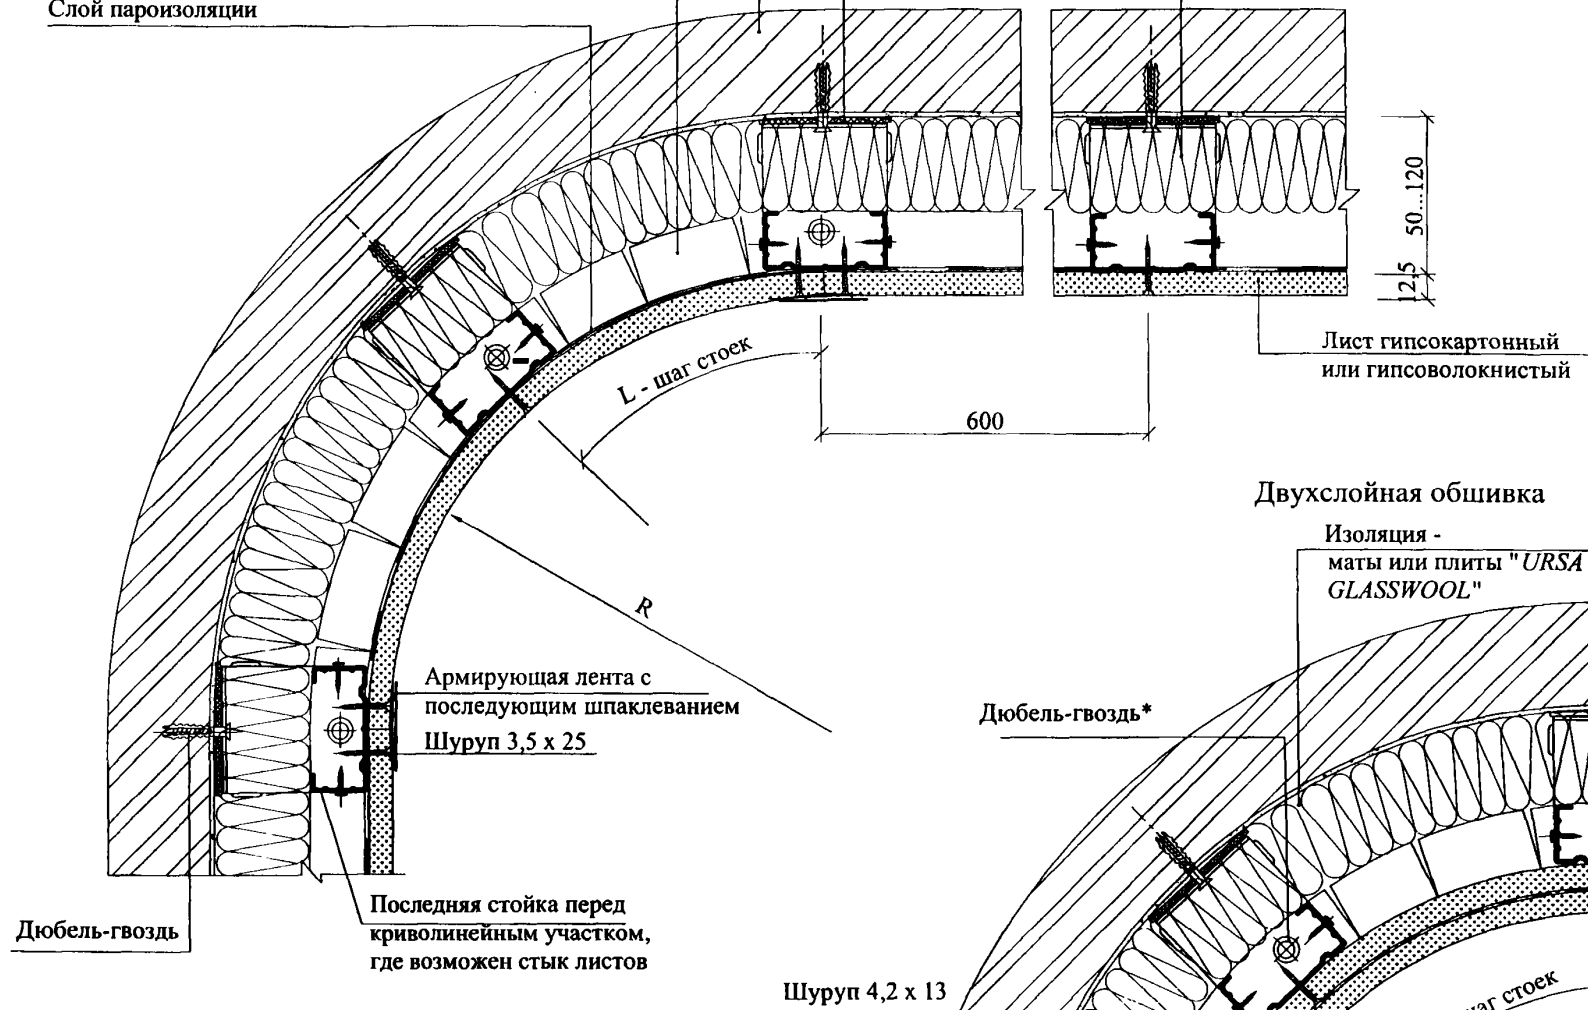 Слой пароизоляции
50...120
12,5
Лист гипсокартонный
или гипсоволокнистый
L - шаг стоек
600
Двухслойная обшивка
Изоляция -
маты или плиты "URSA
GLASSWOOL"
R
Армирующая лента с
последующим шпаклеванием
Шуруп 3,5 x 25
Дюбель-гвоздь*
Последняя стойка перед
криволинейным участком,
где возможен стык листов
Дюбель-гвоздь
Шуруп 4,2 x 13
стоек